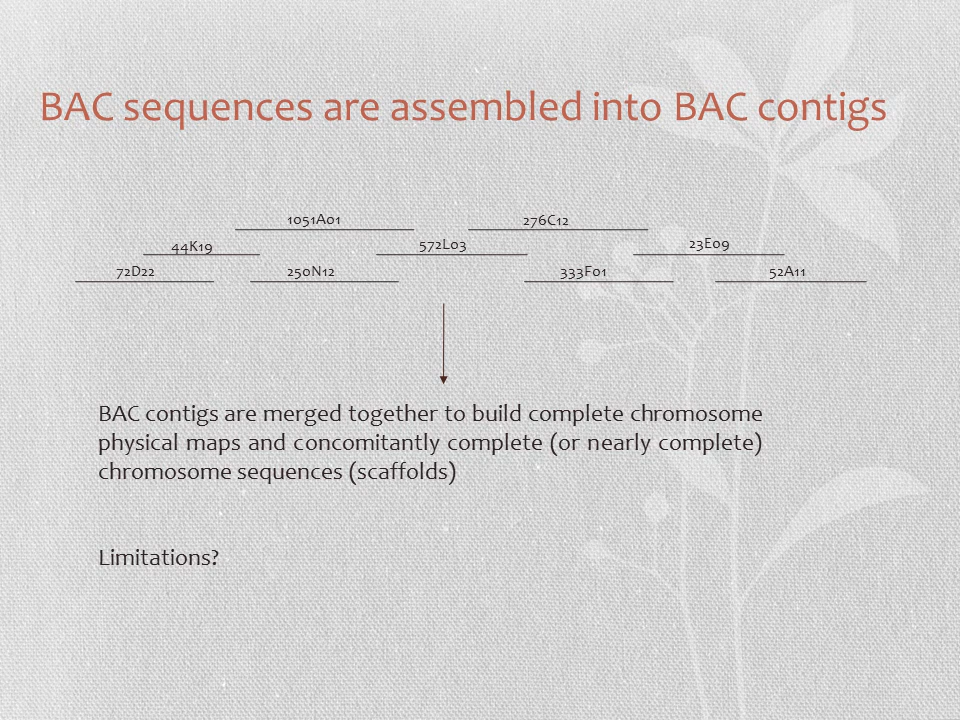 BAC sequences are assembled into BAC contigs
1051A01 276C12
44K19 572L03 23E09
72D22 250N12 333F01 52A11
BAC contigs are merged together to build complete chromosome
physical maps and concomitantly complete (or nearly complete)
chromosome sequences (scaffolds)
Limitations?